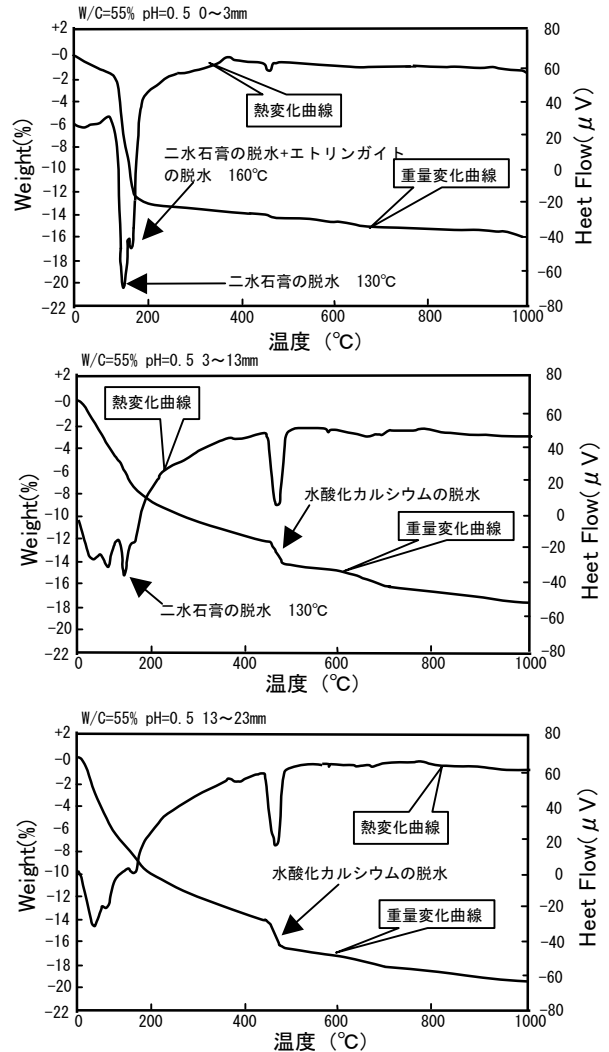 W/C=55% pH=0.5 0～3mm
+2
-0
-2
-4
-6
-8
-10
-12
-14
-16
-18
-20
-22
Weight(%)
80
60
40
20
0
-20
-40
-60
-80
Heet Flow(μV)
熱変化曲線
二水石膏の脱水+エトリンガイト
の脱水 160℃
重量変化曲線
二水石膏の脱水 130℃
0 200 400 600 800 1000
温度 (℃)
W/C=55% pH=0.5 3～13mm
+2
-0
-2
-4
-6
-8
-10
-12
-14
-16
-18
-20
-22
Weight(%)
80
60
40
20
0
-20
-40
-60
-80
Heet Flow(μV)
熱変化曲線
水酸化カルシウムの脱水
重量変化曲線
二水石膏の脱水 130℃
0 200 400 600 800 1000
温度 (℃)
W/C=55% pH=0.5 13～23mm
+2
-0
-2
-4
-6
-8
-10
-12
-14
-16
-18
-20
-22
Weight(%)
80
60
40
20
0
-20
-40
-60
-80
Heet Flow(μV)
熱変化曲線
水酸化カルシウムの脱水
重量変化曲線
0 200 400 600 800 1000
温度 (℃)